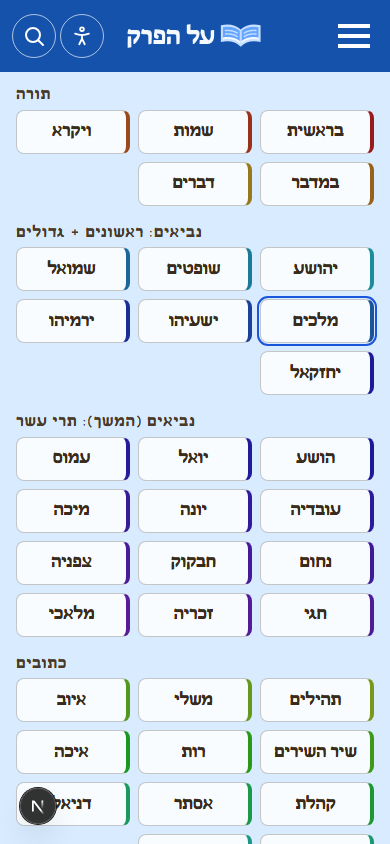 על הפרק
תורה
בראשית שמות ויקרא
במדבר דברים
נביאים: ראשונים + גדולים
יהושע שופטים שמואל
מלכים ישעיהו ירמיהו
יחזקאל
נביאים (המשך): תרי עשר
הושע יואל עמוס
עובדיה יונה מיכה
נחום חבקוק צפניה
חגי זכריה מלאכי
כתובים
תהילים משלי איוב
שיר השירים רות איכה
קהלת אסתר דניאל
N